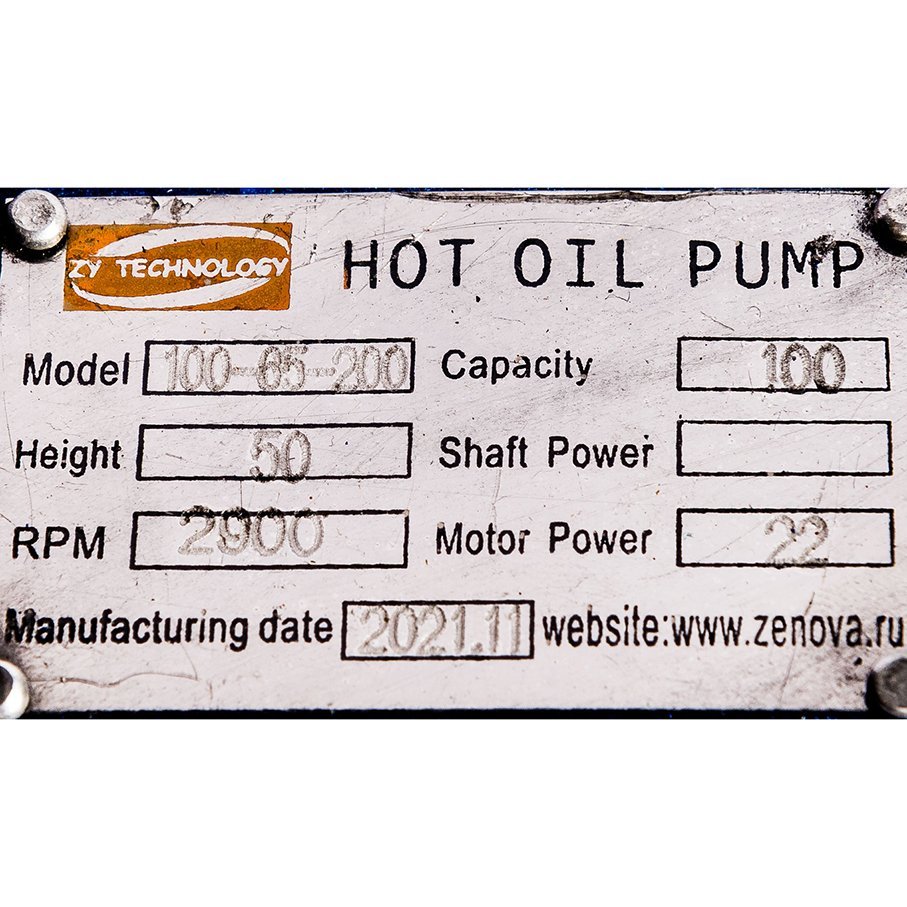 ZY TECHNOLOGY HOT OIL PUMP
Model 100-65-200 Capacity 100
Height 50 Shaft Power
RPM 2900 Motor Power 22
Manufacturing date 2021.11 website:www.zenova.ru